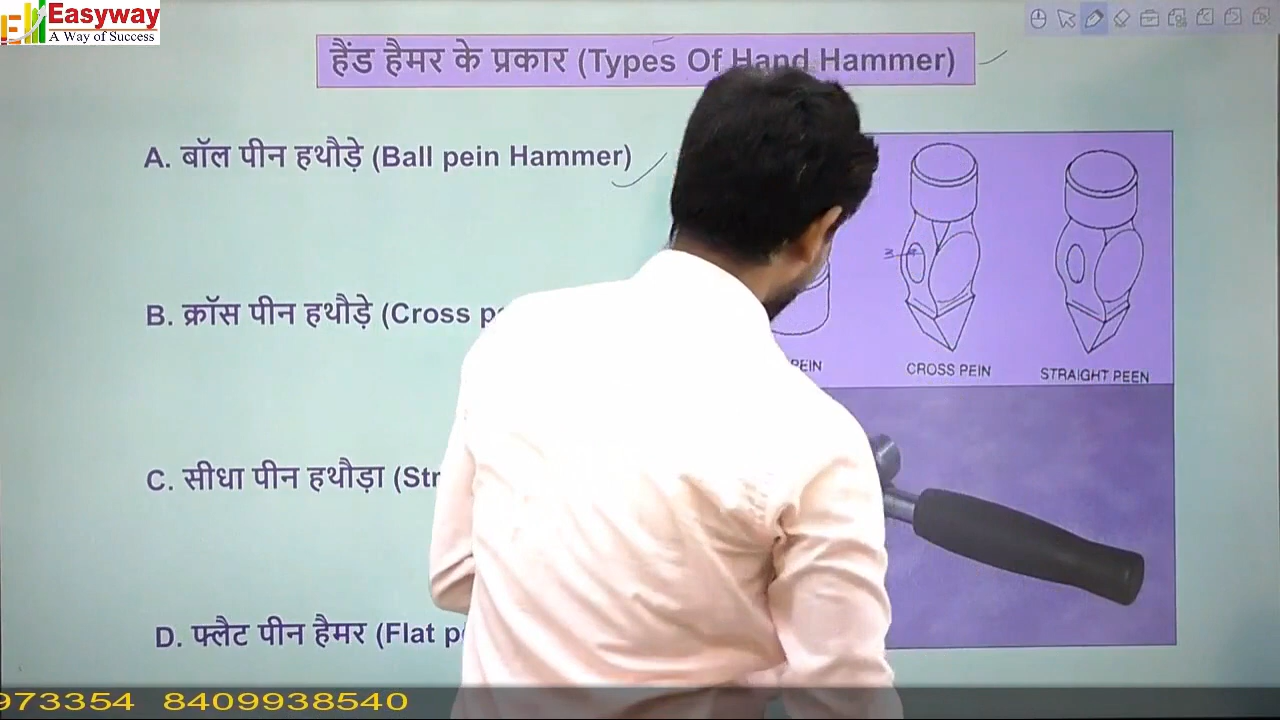 Easyway
A Way of Success
हैंड हैमर के प्रकार (Types Of Hand Hammer)
A. बॉल पीन हथौड़े (Ball pein Hammer)
B. क्रॉस पीन हथौड़े (Cross
3
PEIN
CROSS PEIN
STRAIGHT PEEN
C. सीधा पीन हथौड़ा (Str
D. फ्लैट पीन हैमर (Flat
973354 8409938540